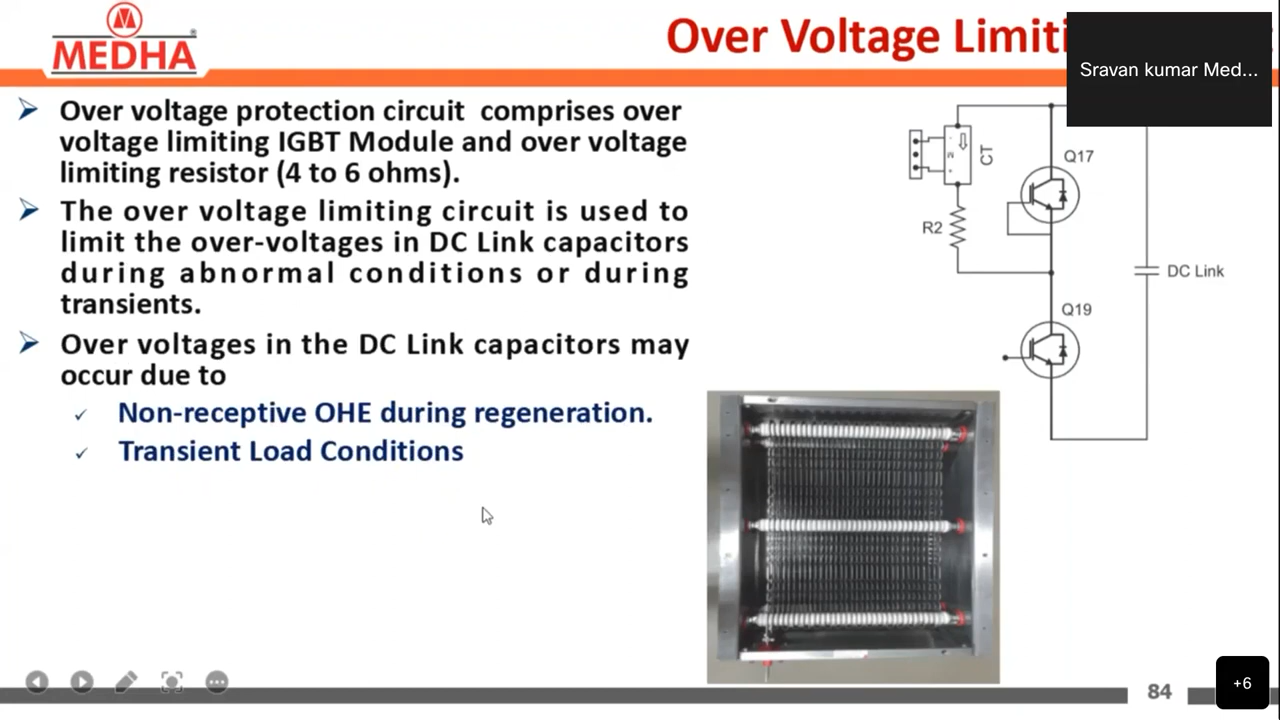 MEDHA
Over Voltage Limiti
Sravan kumar Med...
Over voltage protection circuit comprises over
voltage limiting IGBT Module and over voltage
limiting resistor (4 to 6 ohms).
The over voltage limiting circuit is used to
limit the over-voltages in DC Link capacitors
during abnormal conditions or during
transients.
Over voltages in the DC Link capacitors may
occur due to
Non-receptive OHE during regeneration.
Transient Load Conditions
CT
Q17
R2
DC Link
Q19
84
+6